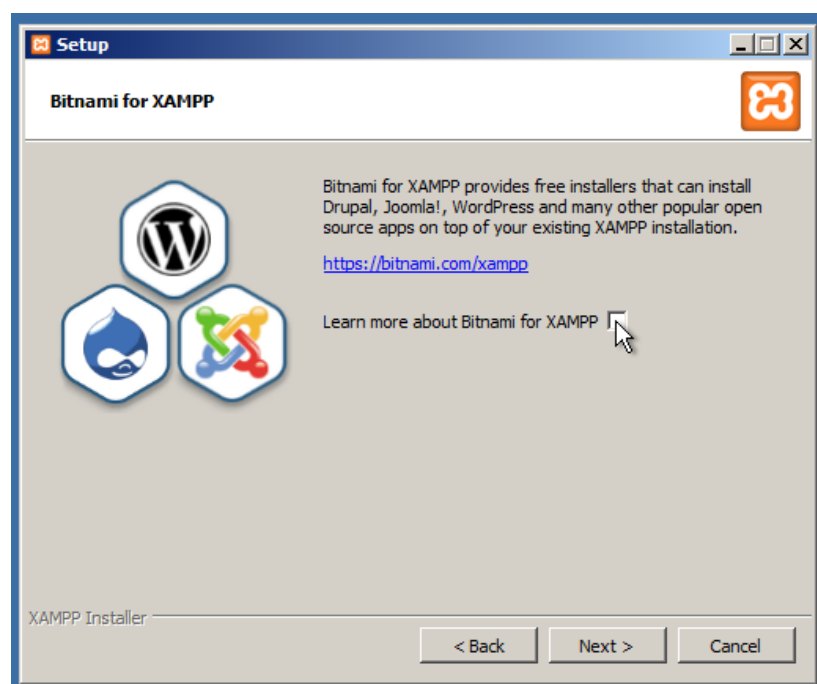 Setup
Bitnami for XAMPP
Bitnami for XAMPP provides free installers that can install
Drupal, Joomla!, WordPress and many other popular open
source apps on top of your existing XAMPP installation.
https://bitnami.com/xampp
Learn more about Bitnami for XAMPP
XAMPP Installer
< Back Next > Cancel